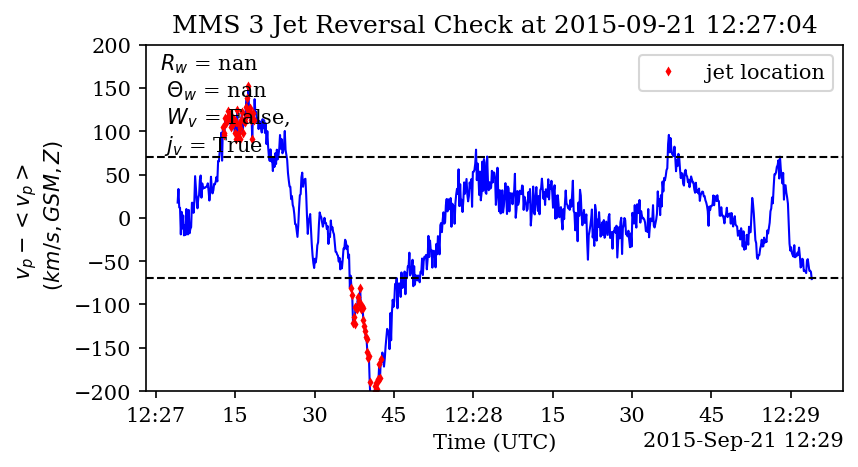 MMS 3 Jet Reversal Check at 2015-09-21 12:27:04
R_w = nan
Θ_w = nan
W_v = False,
j_v = True
jet location
v_p − < v_p >
(km/s, GSM, Z)
200
150
100
50
0
−50
−100
−150
−200
12:27 15 30 45 12:28 15 30 45 12:29
Time (UTC)
2015-Sep-21 12:29